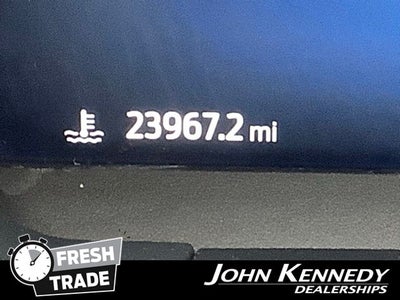 23967.2 mi
FRESH
TRADE
JOHN KENNEDY
DEALERSHIPS